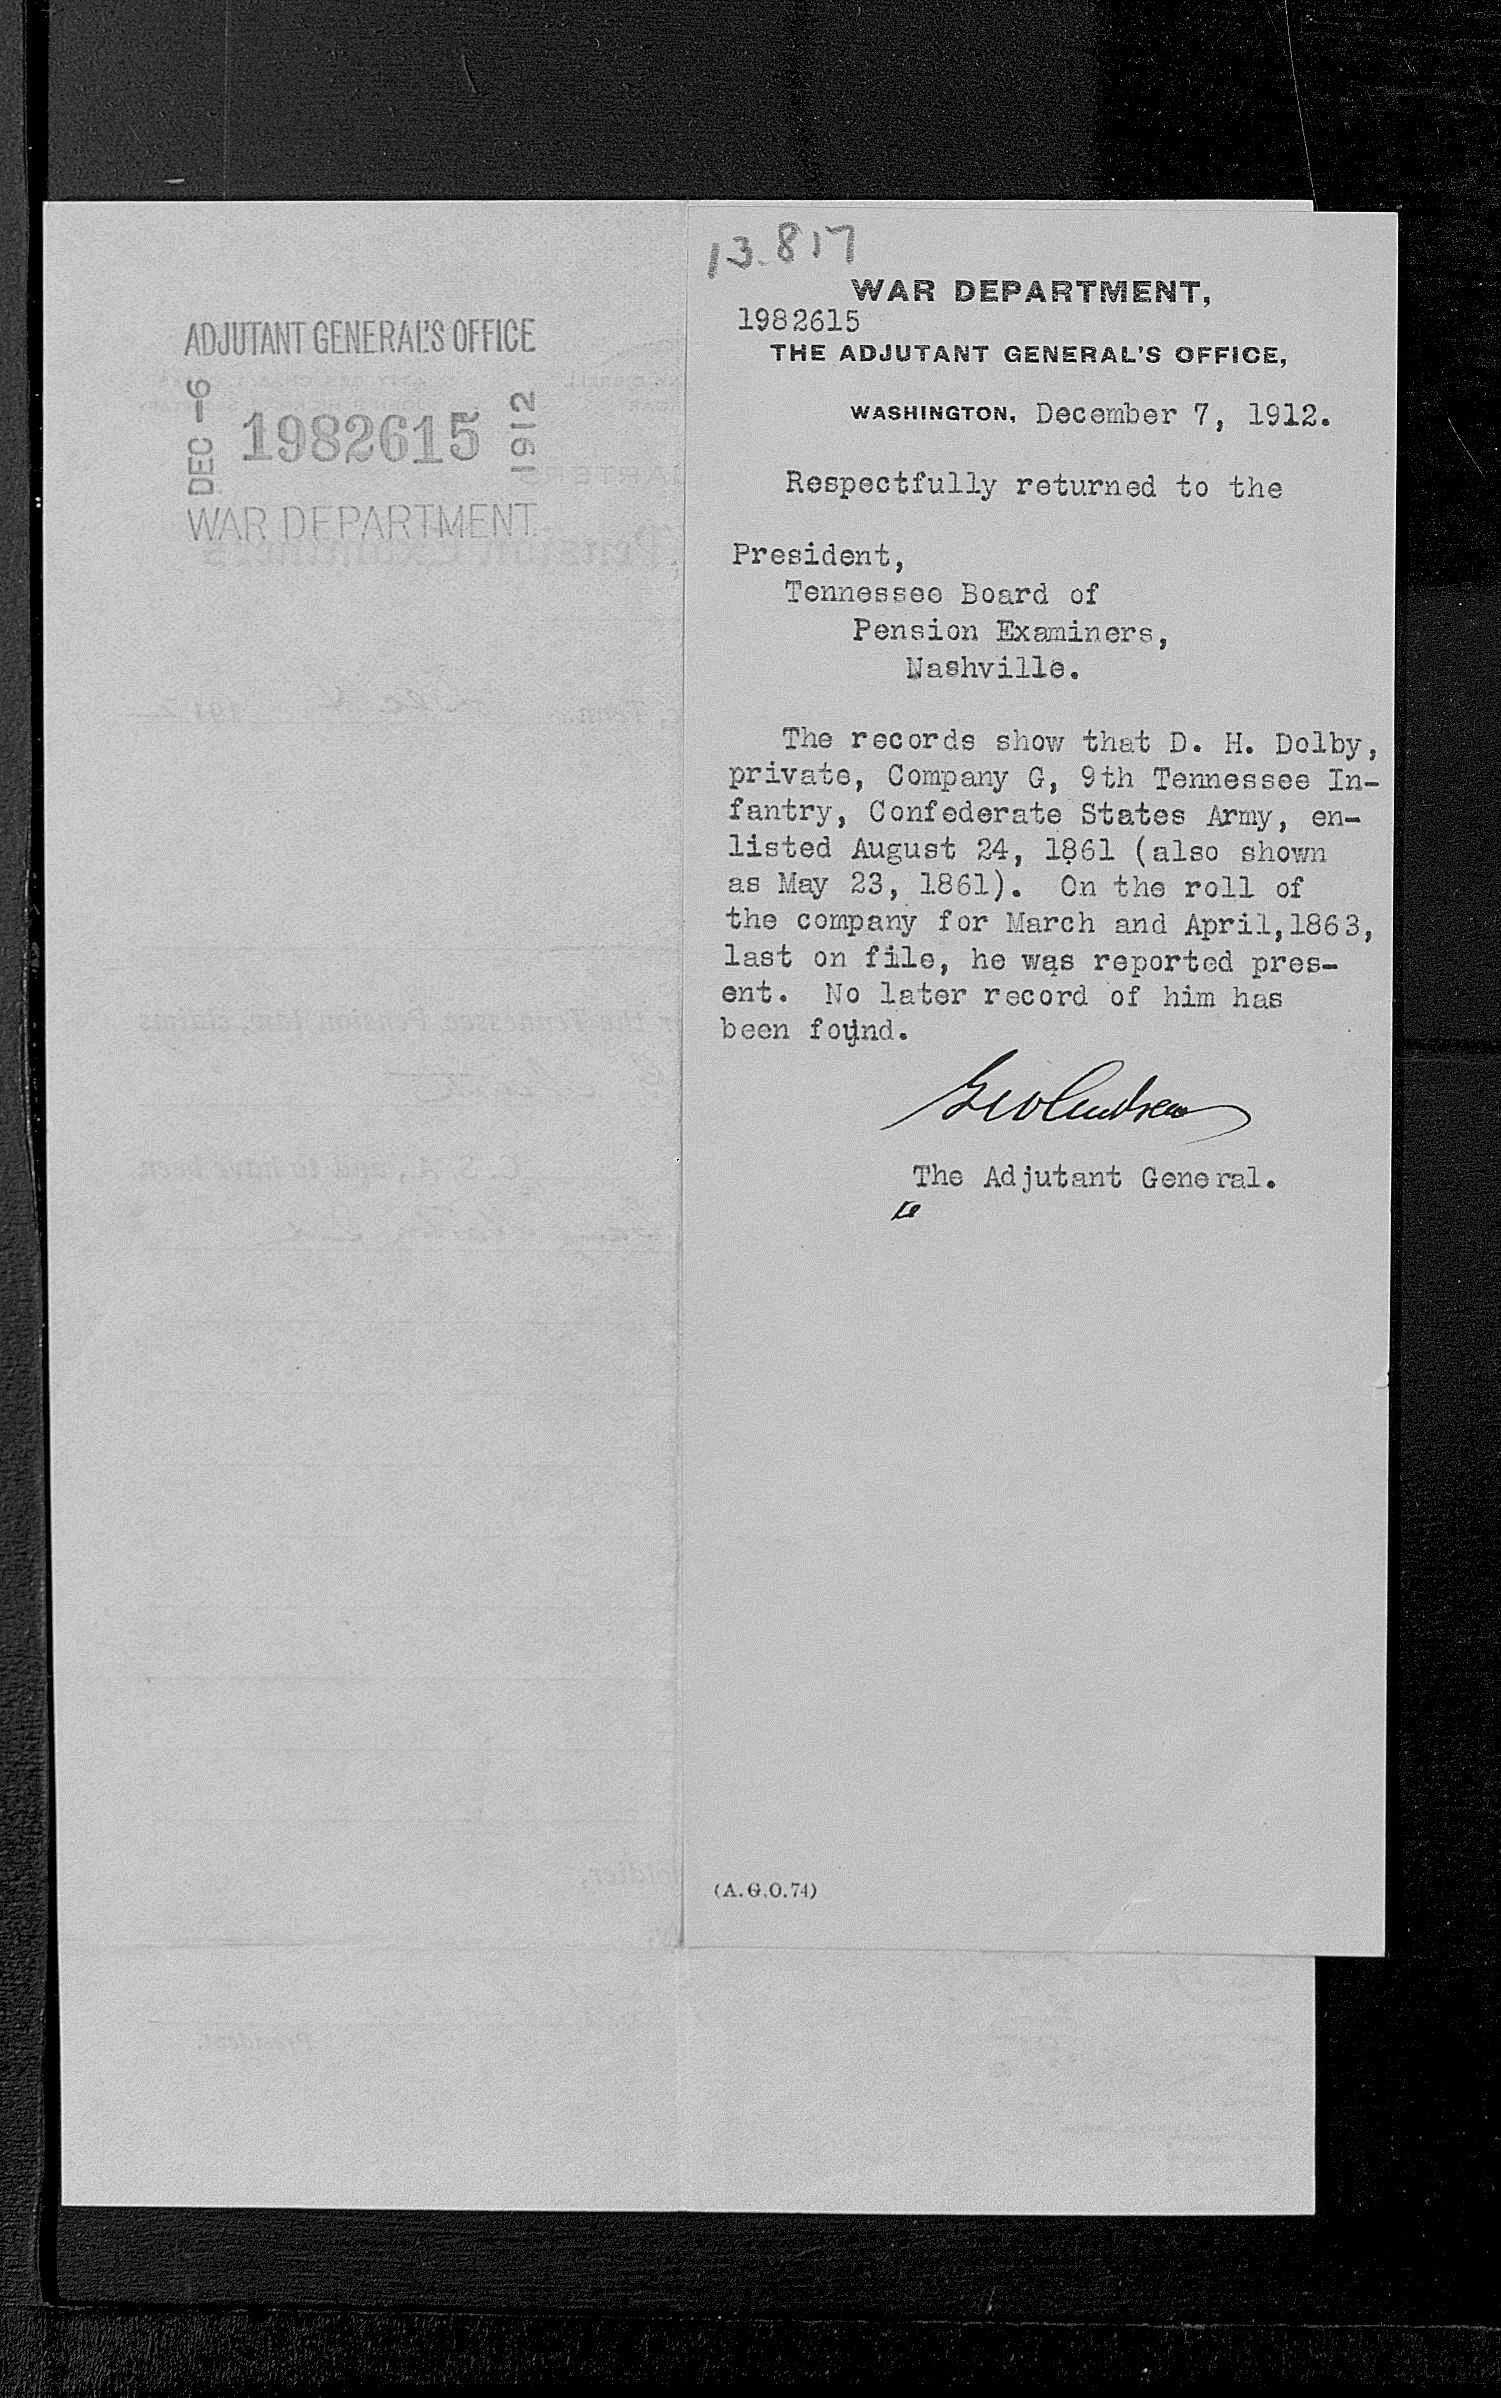 ADJUTANT GENERAL'S OFFICE
DEC -6
1982615
1912
WAR DEPARTMENT.
13.817
WAR DEPARTMENT,
1982615
THE ADJUTANT GENERAL'S OFFICE,
WASHINGTON, December 7, 1912.
Respectfully returned to the
President,
Tennessee Board of
Pension Examiners,
Nashville.
The records show that D. H. Dolby,
private, Company G, 9th Tennessee In-
fantry, Confederate States Army, en-
listed August 24, 1861 (also shown
as May 23, 1861). On the roll of
the company for March and April,1863,
last on file, he was reported pres-
ent. No later record of him has
been found.
Geo Andrews
The Adjutant General.
(A.G.O.74)